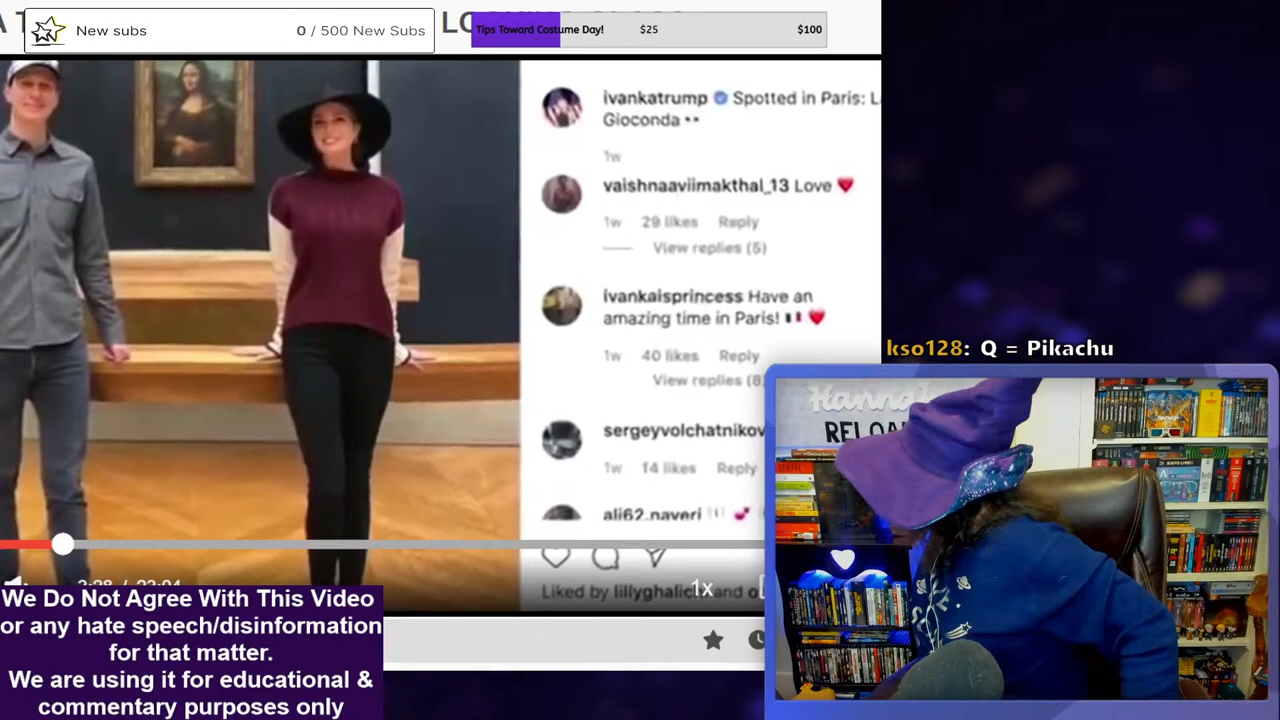 New subs
0 / 500 New Subs
Tips Toward Costume Day!
$25
$100
ivankatrump Spotted in Paris: L
Gioconda
1w
vaishnaaviimakthal_13 Love
1w 29 likes Reply
View replies (5)
ivankaisprincess Have an
amazing time in Paris!
1w 40 likes Reply
View replies (8)
sergeyvolchatnikov
1w 14 likes Reply
ali62.naveri
1x
Liked by lillyghalic
and o
We Do Not Agree With This Video
or any hate speech/disinformation
for that matter.
We are using it for educational &
commentary purposes only
kso128: Q = Pikachu
Hannah
RELOA